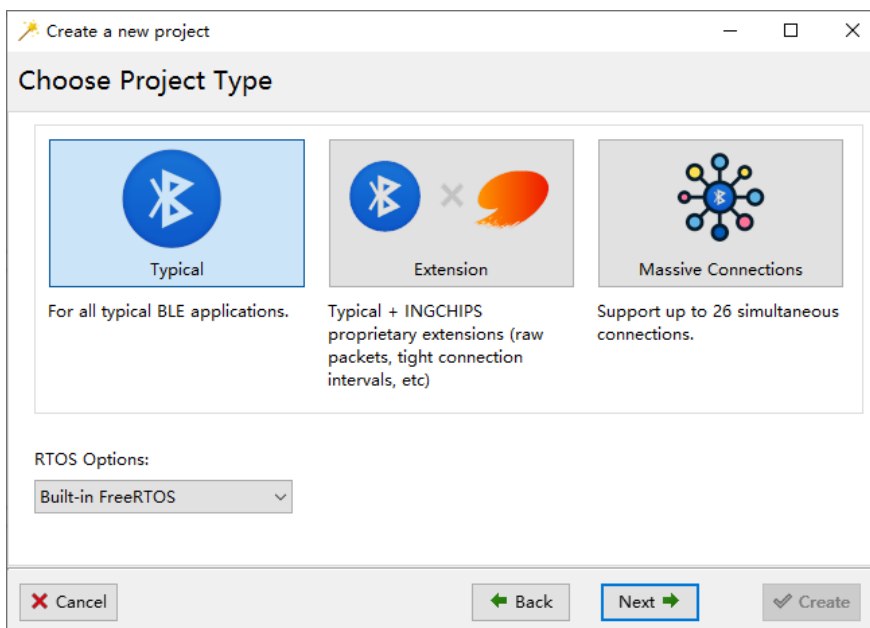 Create a new project
Choose Project Type
Typical
Extension
Massive Connections
For all typical BLE applications.
Typical + INGCHIPS
proprietary extensions (raw
packets, tight connection
intervals, etc)
Support up to 26 simultaneous
connections.
RTOS Options:
Built-in FreeRTOS
Cancel
Back
Next
Create